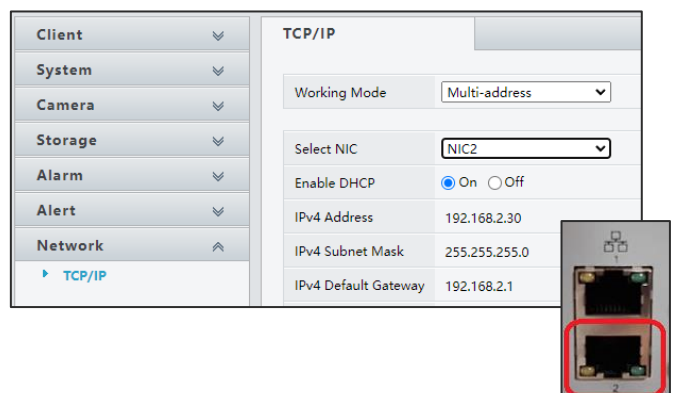 Client
System
Camera
Storage
Alarm
Alert
Network
TCP/IP
TCP/IP
Working Mode Multi-address
Select NIC NIC2
Enable DHCP On Off
IPv4 Address 192.168.2.30
IPv4 Subnet Mask 255.255.255.0
IPv4 Default Gateway 192.168.2.1
1
2